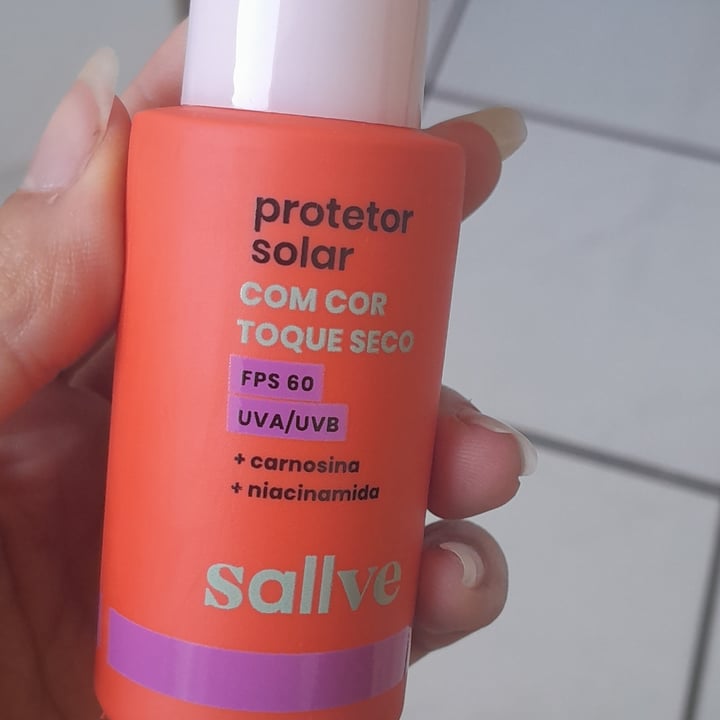 protetor
solar
COM COR
TOQUE SECO
FPS 60
UVA/UVB
+ carnosina
+ niacinamida
sallve